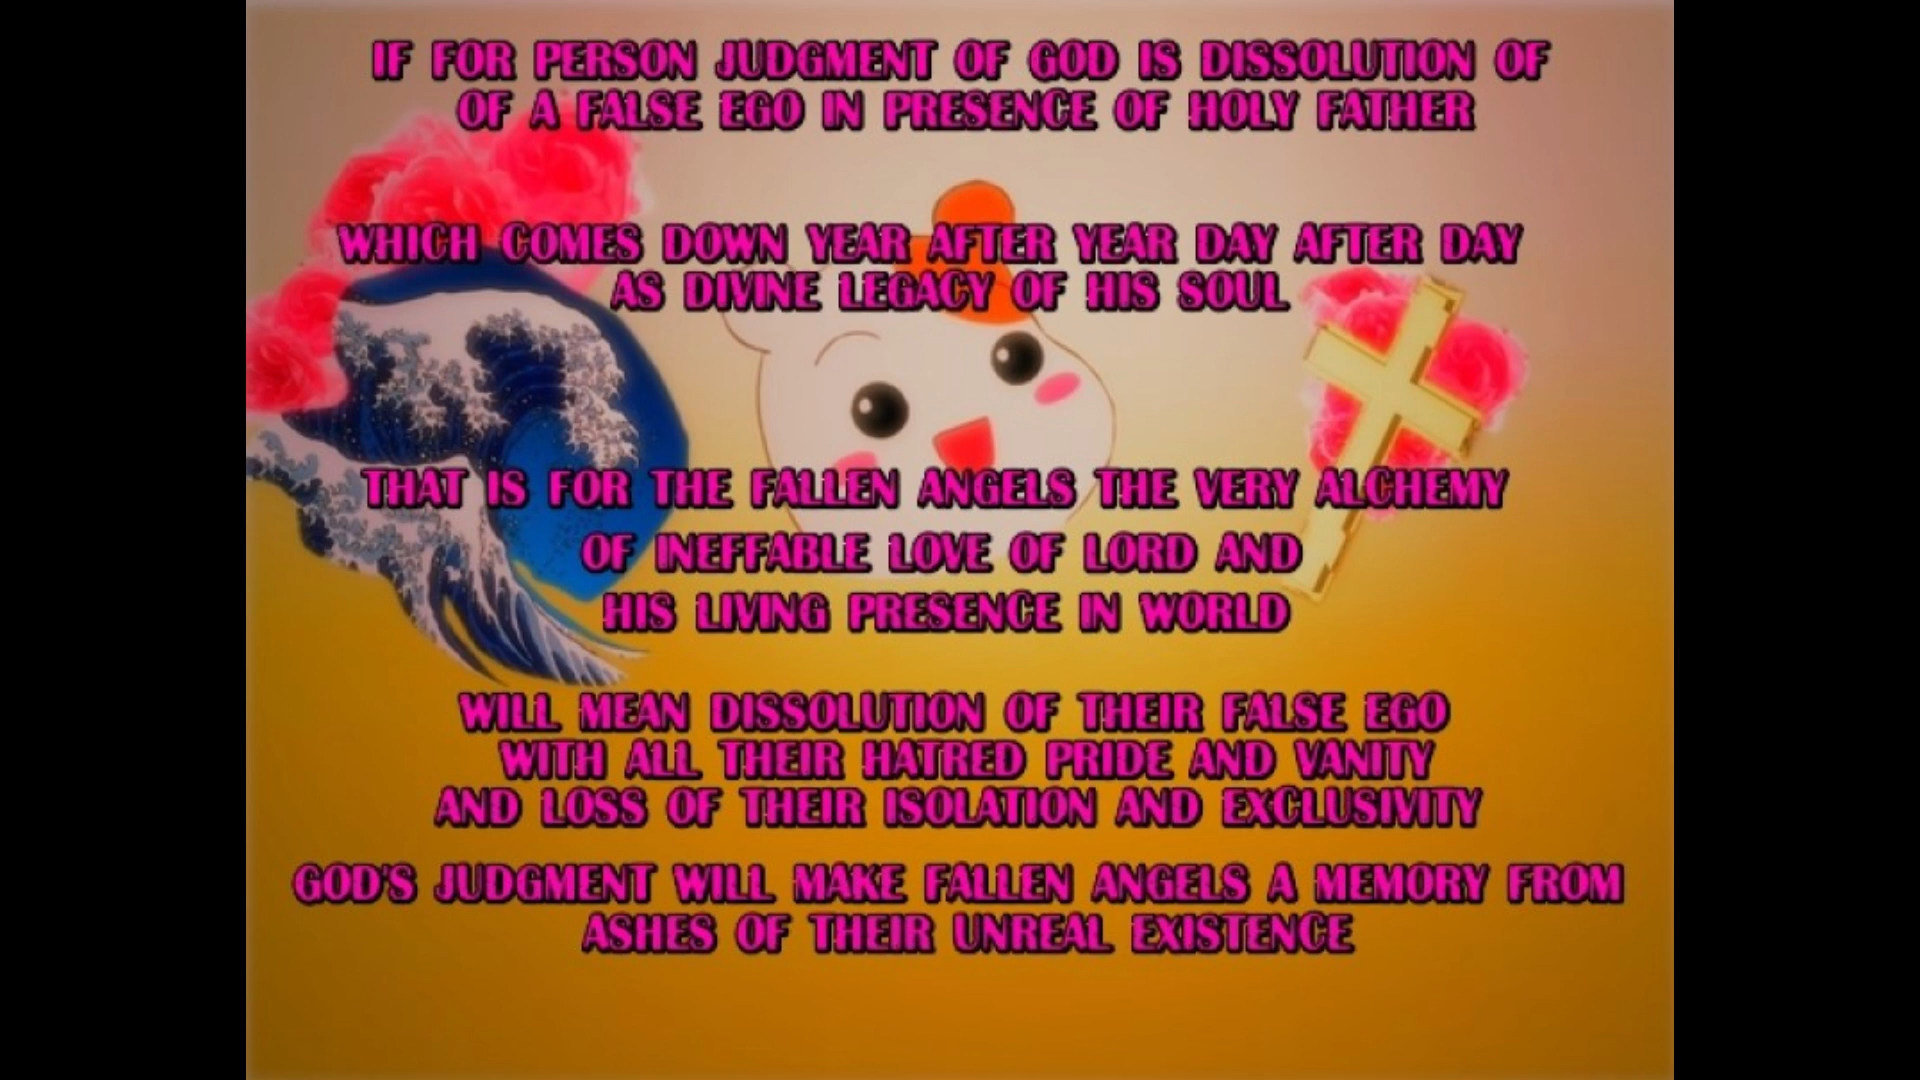 IF FOR PERSON JUDGMENT OF GOD IS DISSOLUTION OF
OF A FALSE EGO IN PRESENCE OF HOLY FATHER
WHICH COMES DOWN YEAR AFTER YEAR DAY AFTER DAY
AS DIVINE LEGACY OF HIS SOUL
THAT IS FOR THE FALLEN ANGELS THE VERY ALCHEMY
OF INEFFABLE LOVE OF LORD AND
HIS LIVING PRESENCE IN WORLD
WILL MEAN DISSOLUTION OF THEIR FALSE EGO
WITH ALL THEIR HATRED PRIDE AND VANITY
AND LOSS OF THEIR ISOLATION AND EXCLUSIVITY
GOD'S JUDGMENT WILL MAKE FALLEN ANGELS A MEMORY FROM
ASHES OF THEIR UNREAL EXISTENCE